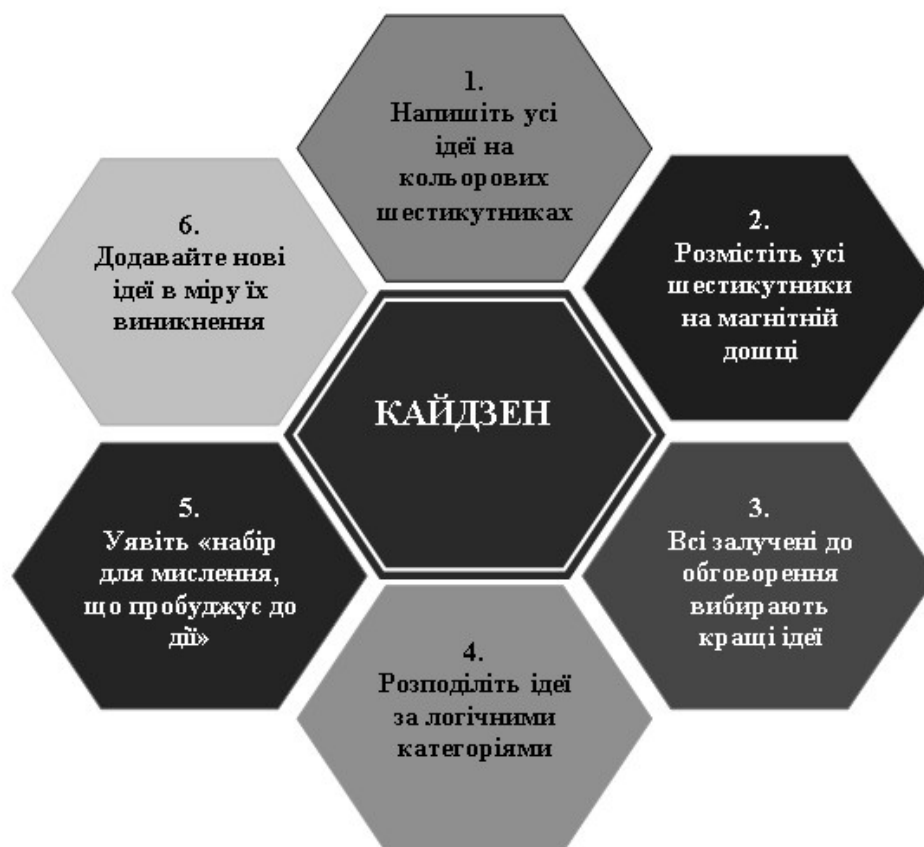 1.
Напишіть усі
ідеї на
кольорових
шестикутниках
2.
Розмістіть усі
шестикутники
на магнітній
дошці
3.
Всі залучені до
обговорення
вибирають
кращі ідеї
4.
Розподіліть ідеї
за логічними
категоріями
5.
Уявіть «набір
для мислення,
що пробуджує до
дії»
6.
Додавайте нові
ідеї в міру їх
виникнення
КАЙДЗЕН